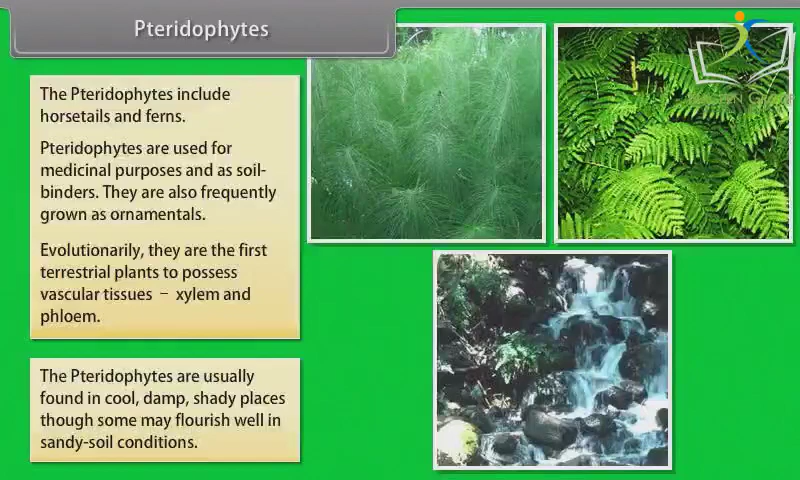 Pteridophytes
The Pteridophytes include
horsetails and ferns.
Pteridophytes are used for
medicinal purposes and as soil-
binders. They are also frequently
grown as ornamentals.
Evolutionarily, they are the first
terrestrial plants to possess
vascular tissues – xylem and
phloem.
The Pteridophytes are usually
found in cool, damp, shady places
though some may flourish well in
sandy-soil conditions.